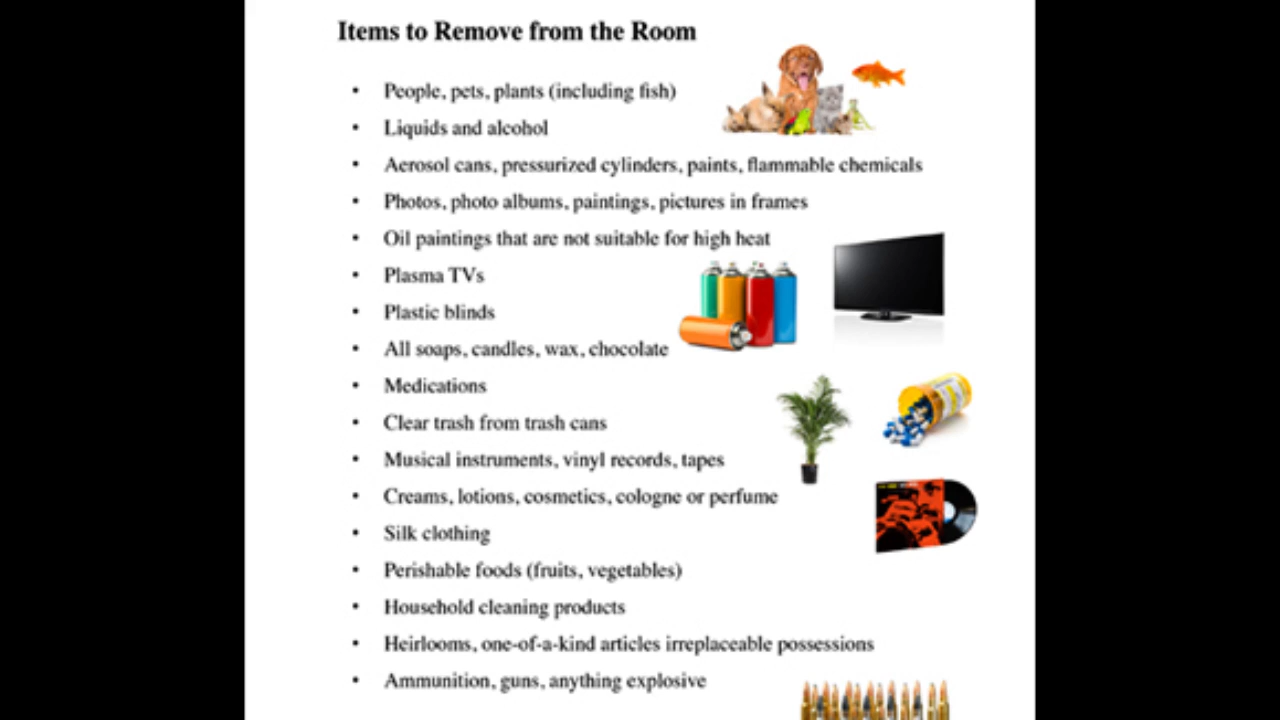 Items to Remove from the Room
• People, pets, plants (including fish)
• Liquids and alcohol
• Aerosol cans, pressurized cylinders, paints, flammable chemicals
• Photos, photo albums, paintings, pictures in frames
• Oil paintings that are not suitable for high heat
• Plasma TVs
• Plastic blinds
• All soaps, candles, wax, chocolate
• Medications
• Clear trash from trash cans
• Musical instruments, vinyl records, tapes
• Creams, lotions, cosmetics, cologne or perfume
• Silk clothing
• Perishable foods (fruits, vegetables)
• Household cleaning products
• Heirlooms, one-of-a-kind articles irreplaceable possessions
• Ammunition, guns, anything explosive